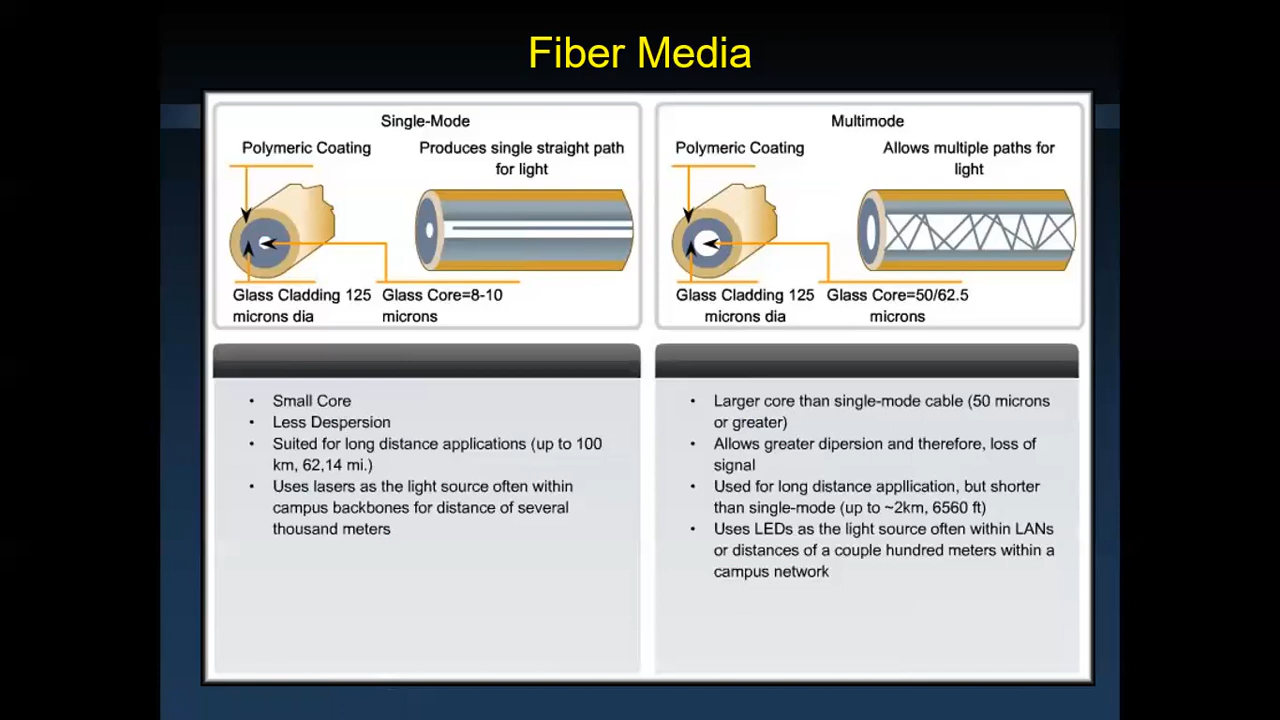 Fiber Media
Single-Mode
Polymeric Coating
Produces single straight path
for light
Glass Cladding 125
microns dia
Glass Core=8-10
microns
Multimode
Polymeric Coating
Allows multiple paths for
light
Glass Cladding 125
microns dia
Glass Core=50/62.5
microns
• Small Core
• Less Despersion
• Suited for long distance applications (up to 100
km, 62,14 mi.)
• Uses lasers as the light source often within
campus backbones for distance of several
thousand meters
• Larger core than single-mode cable (50 microns
or greater)
• Allows greater dipersion and therefore, loss of
signal
• Used for long distance appllication, but shorter
than single-mode (up to ~2km, 6560 ft)
• Uses LEDs as the light source often within LANs
or distances of a couple hundred meters within a
campus network